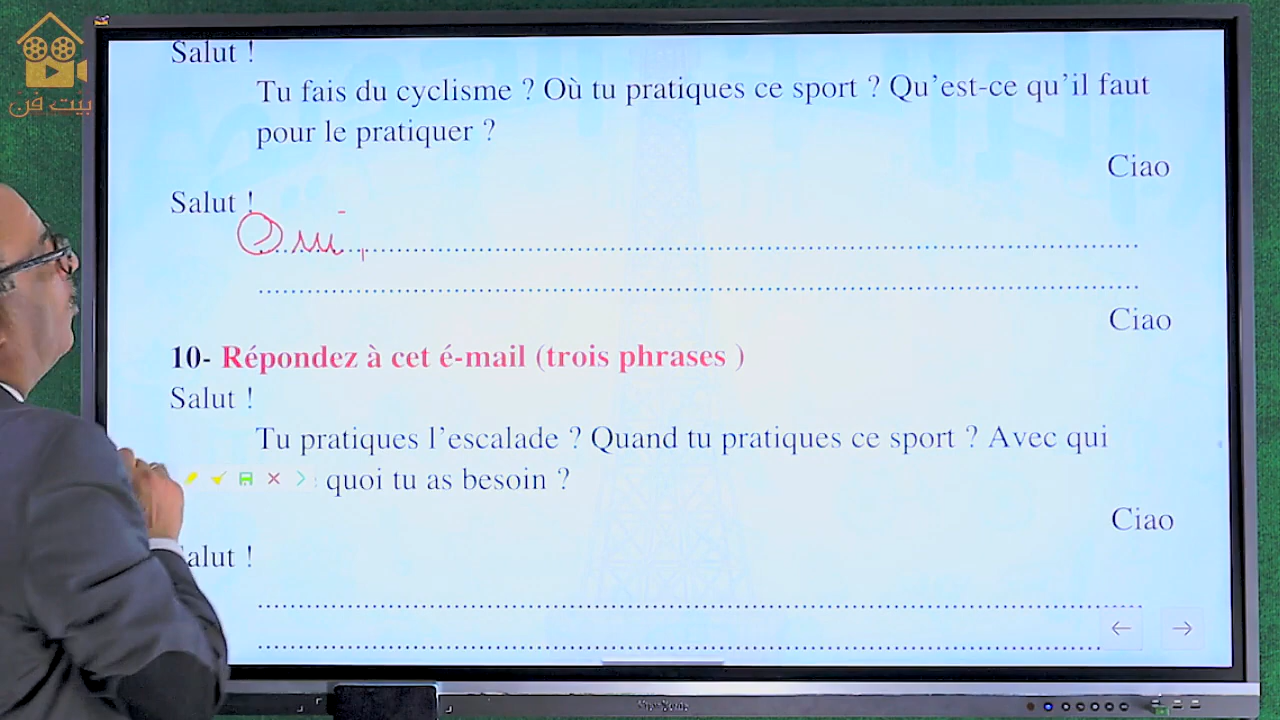 بيت فن
Salut !
Tu fais du cyclisme ? Où tu pratiques ce sport ? Qu'est-ce qu'il faut
pour le pratiquer ?
Ciao
Salut !
Oui,
Ciao
10- Répondez à cet é-mail (trois phrases )
Salut !
Tu pratiques l'escalade ? Quand tu pratiques ce sport ? Avec qui
quoi tu as besoin ?
Ciao
alut !
ViewSonic